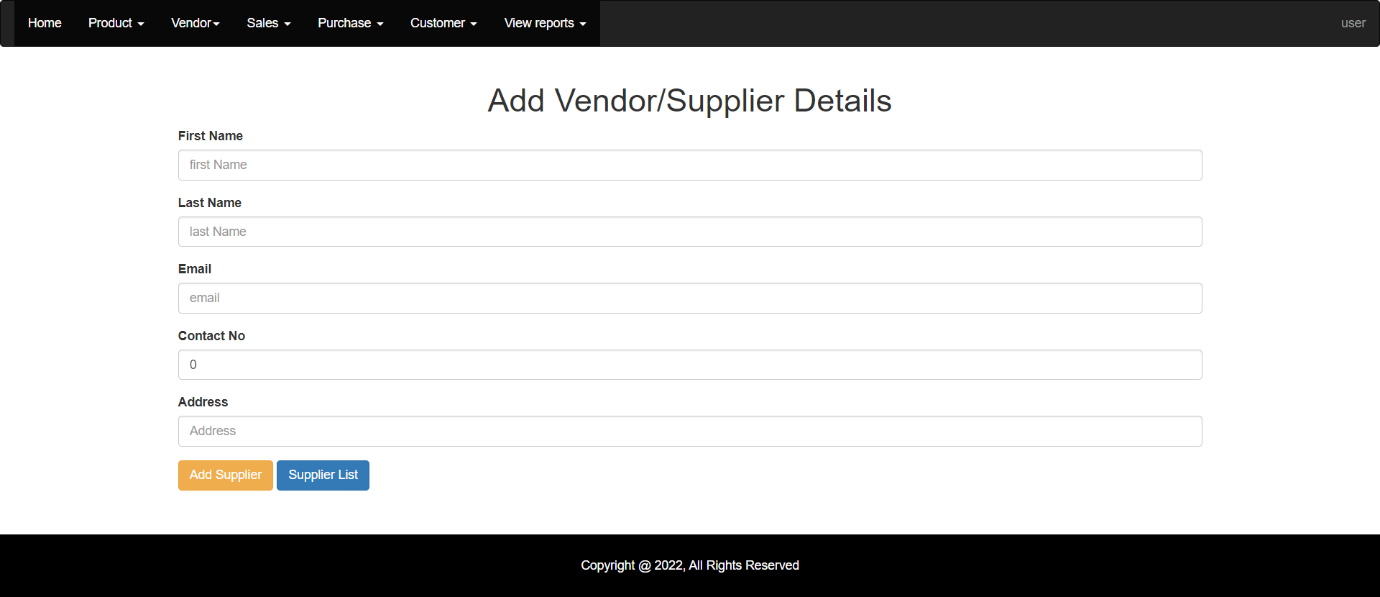 Home Product Vendor Sales Purchase Customer View reports user
Add Vendor/Supplier Details
First Name
first Name
Last Name
last Name
Email
email
Contact No
0
Address
Address
Add Supplier Supplier List
Copyright @ 2022, All Rights Reserved